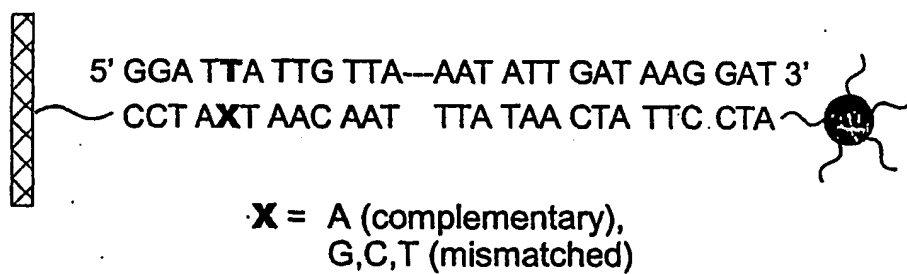 5' GGA TTA TTG TTA---AAT ATT GAT AAG GAT 3'
CCT AXT AAC AAT TTA TAA CTA TTC CTA
Au
X = A (complementary),
G,C,T (mismatched)